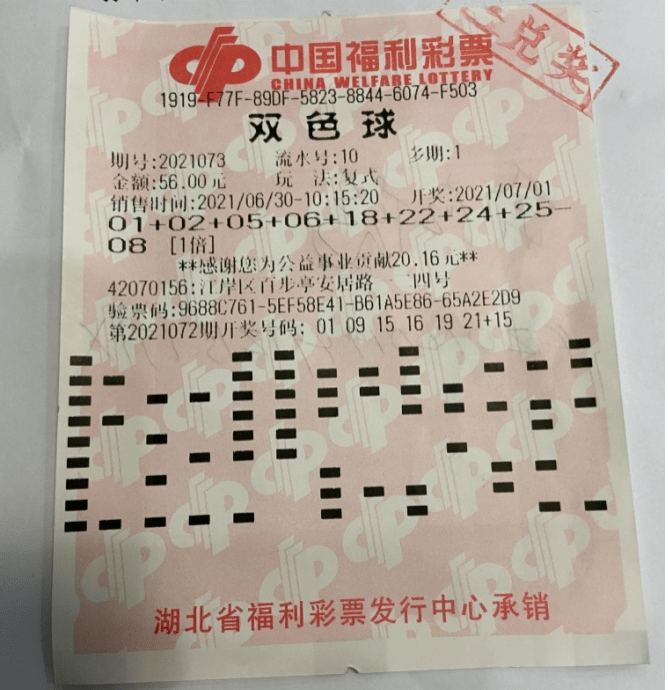 中国福利彩票
CHINA WELFARE LOTTERY
已兑奖
1919-F77F-89DF-5823-8844-6074-F503
双色球
期号:2021073 流水号:10 多期:1
金额:56.00元 玩 法:复式
销售时间:2021/06/30-10:15:20 开奖:2021/07/01
01+02+05+06+18+22+24+25-
08 [1倍]
**感谢您为公益事业贡献20.16元**
42070156:江岸区百步亭安居路 二四号
验票码:9688C761-5EF58E41-B61A5E86-65A2E2D9
第2021072期开奖号码: 01 09 15 16 19 21+15
湖北省福利彩票发行中心承销